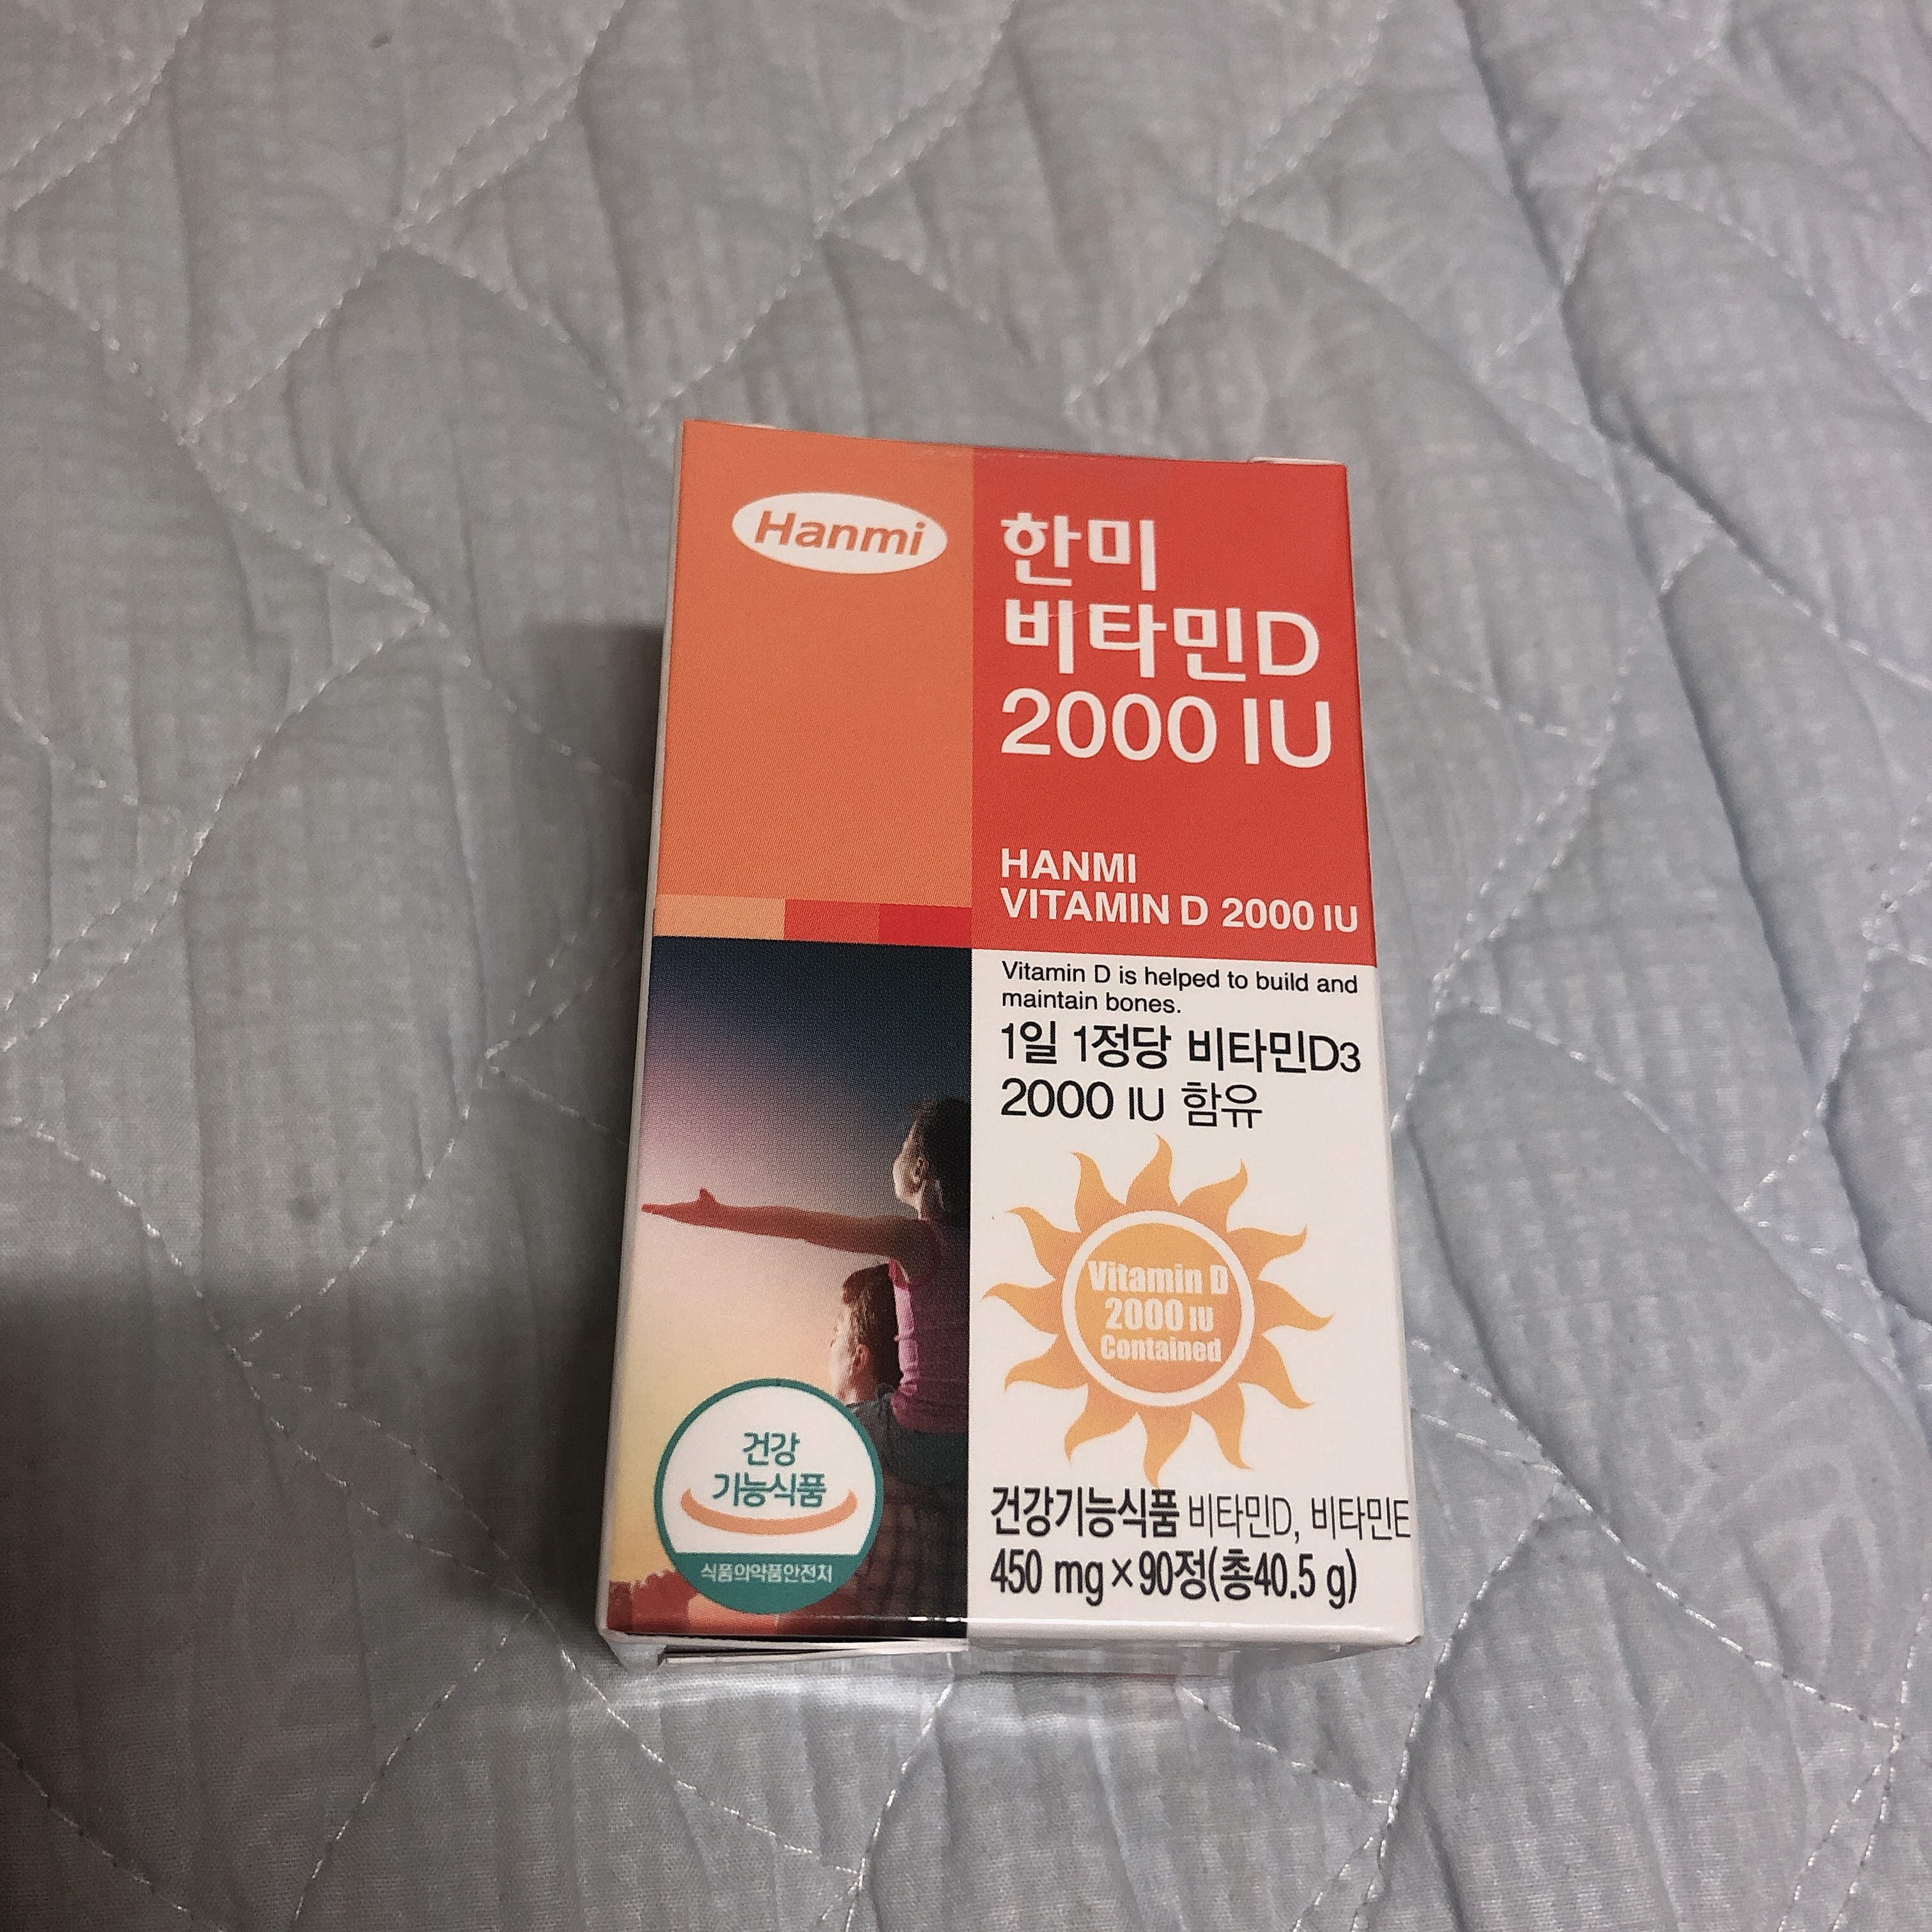 Hanmi
한미
비타민D
2000 IU
HANMI
VITAMIN D 2000 IU
Vitamin D is helped to build and
maintain bones.
1일 1정당 비타민D3
2000 IU 함유
Vitamin D
2000 IU
Contained
건강
기능식품
식품의약품안전처
건강기능식품 비타민D, 비타민E
450 mg×90정(총40.5 g)